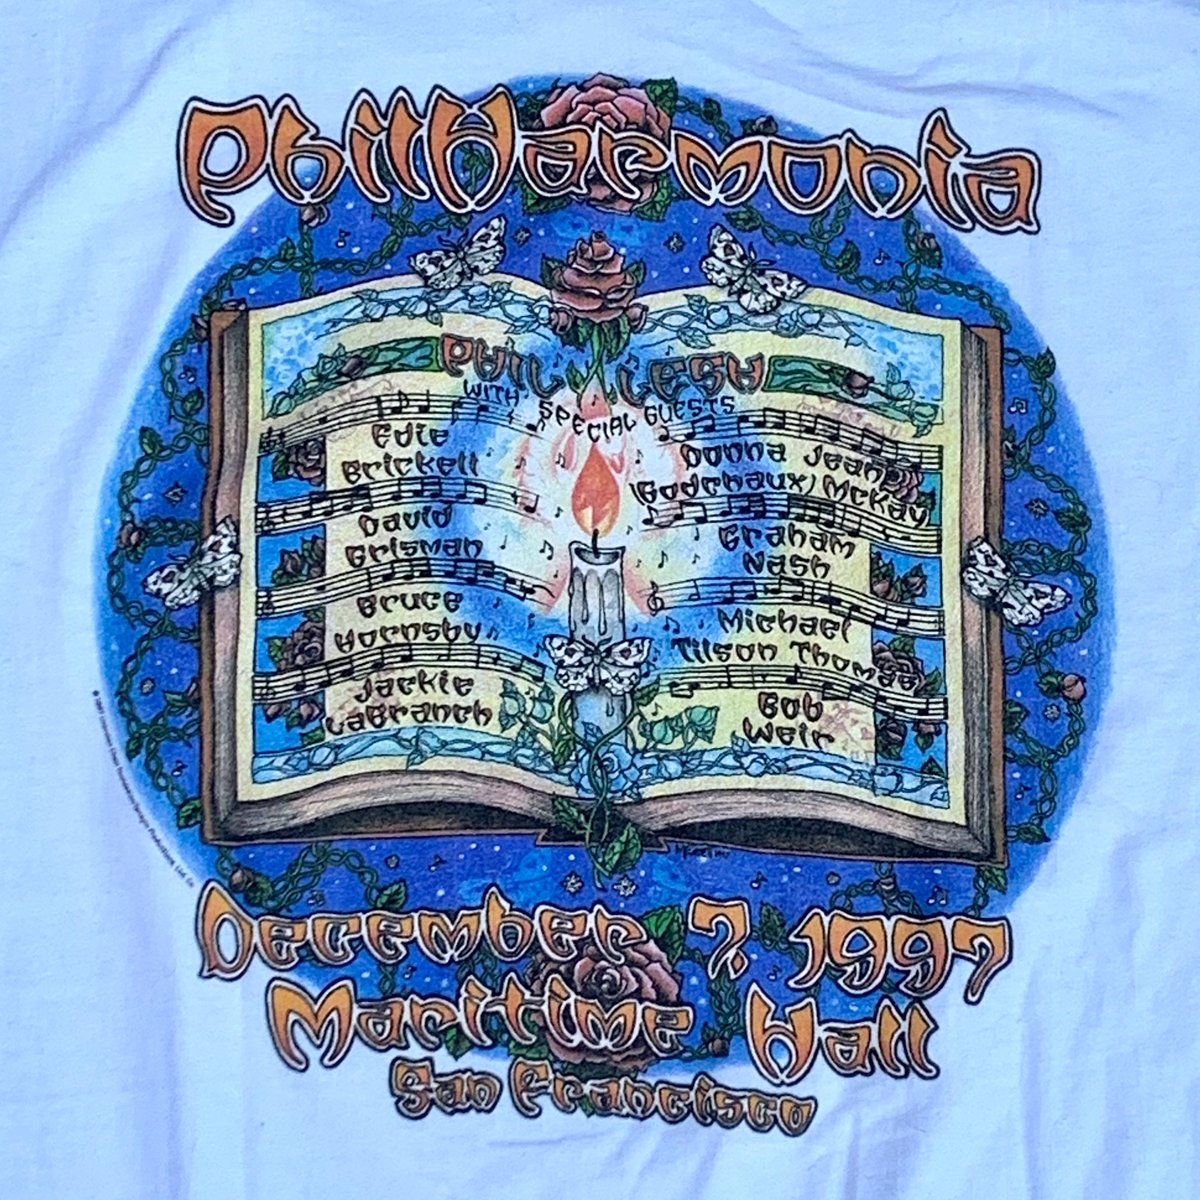 PhilHarmonia
PHIL LESH
WITH SPECIAL GUESTS
Edie
Brickell
David
Grisman
Bruce
Hornsby
Jackie
LaBranch
Donna Jean
(Godchaux) McKay
Graham
Nash
Michael
Tilson Thomas
Bob
Weir
December 7, 1997
Maritime Hall
San Francisco